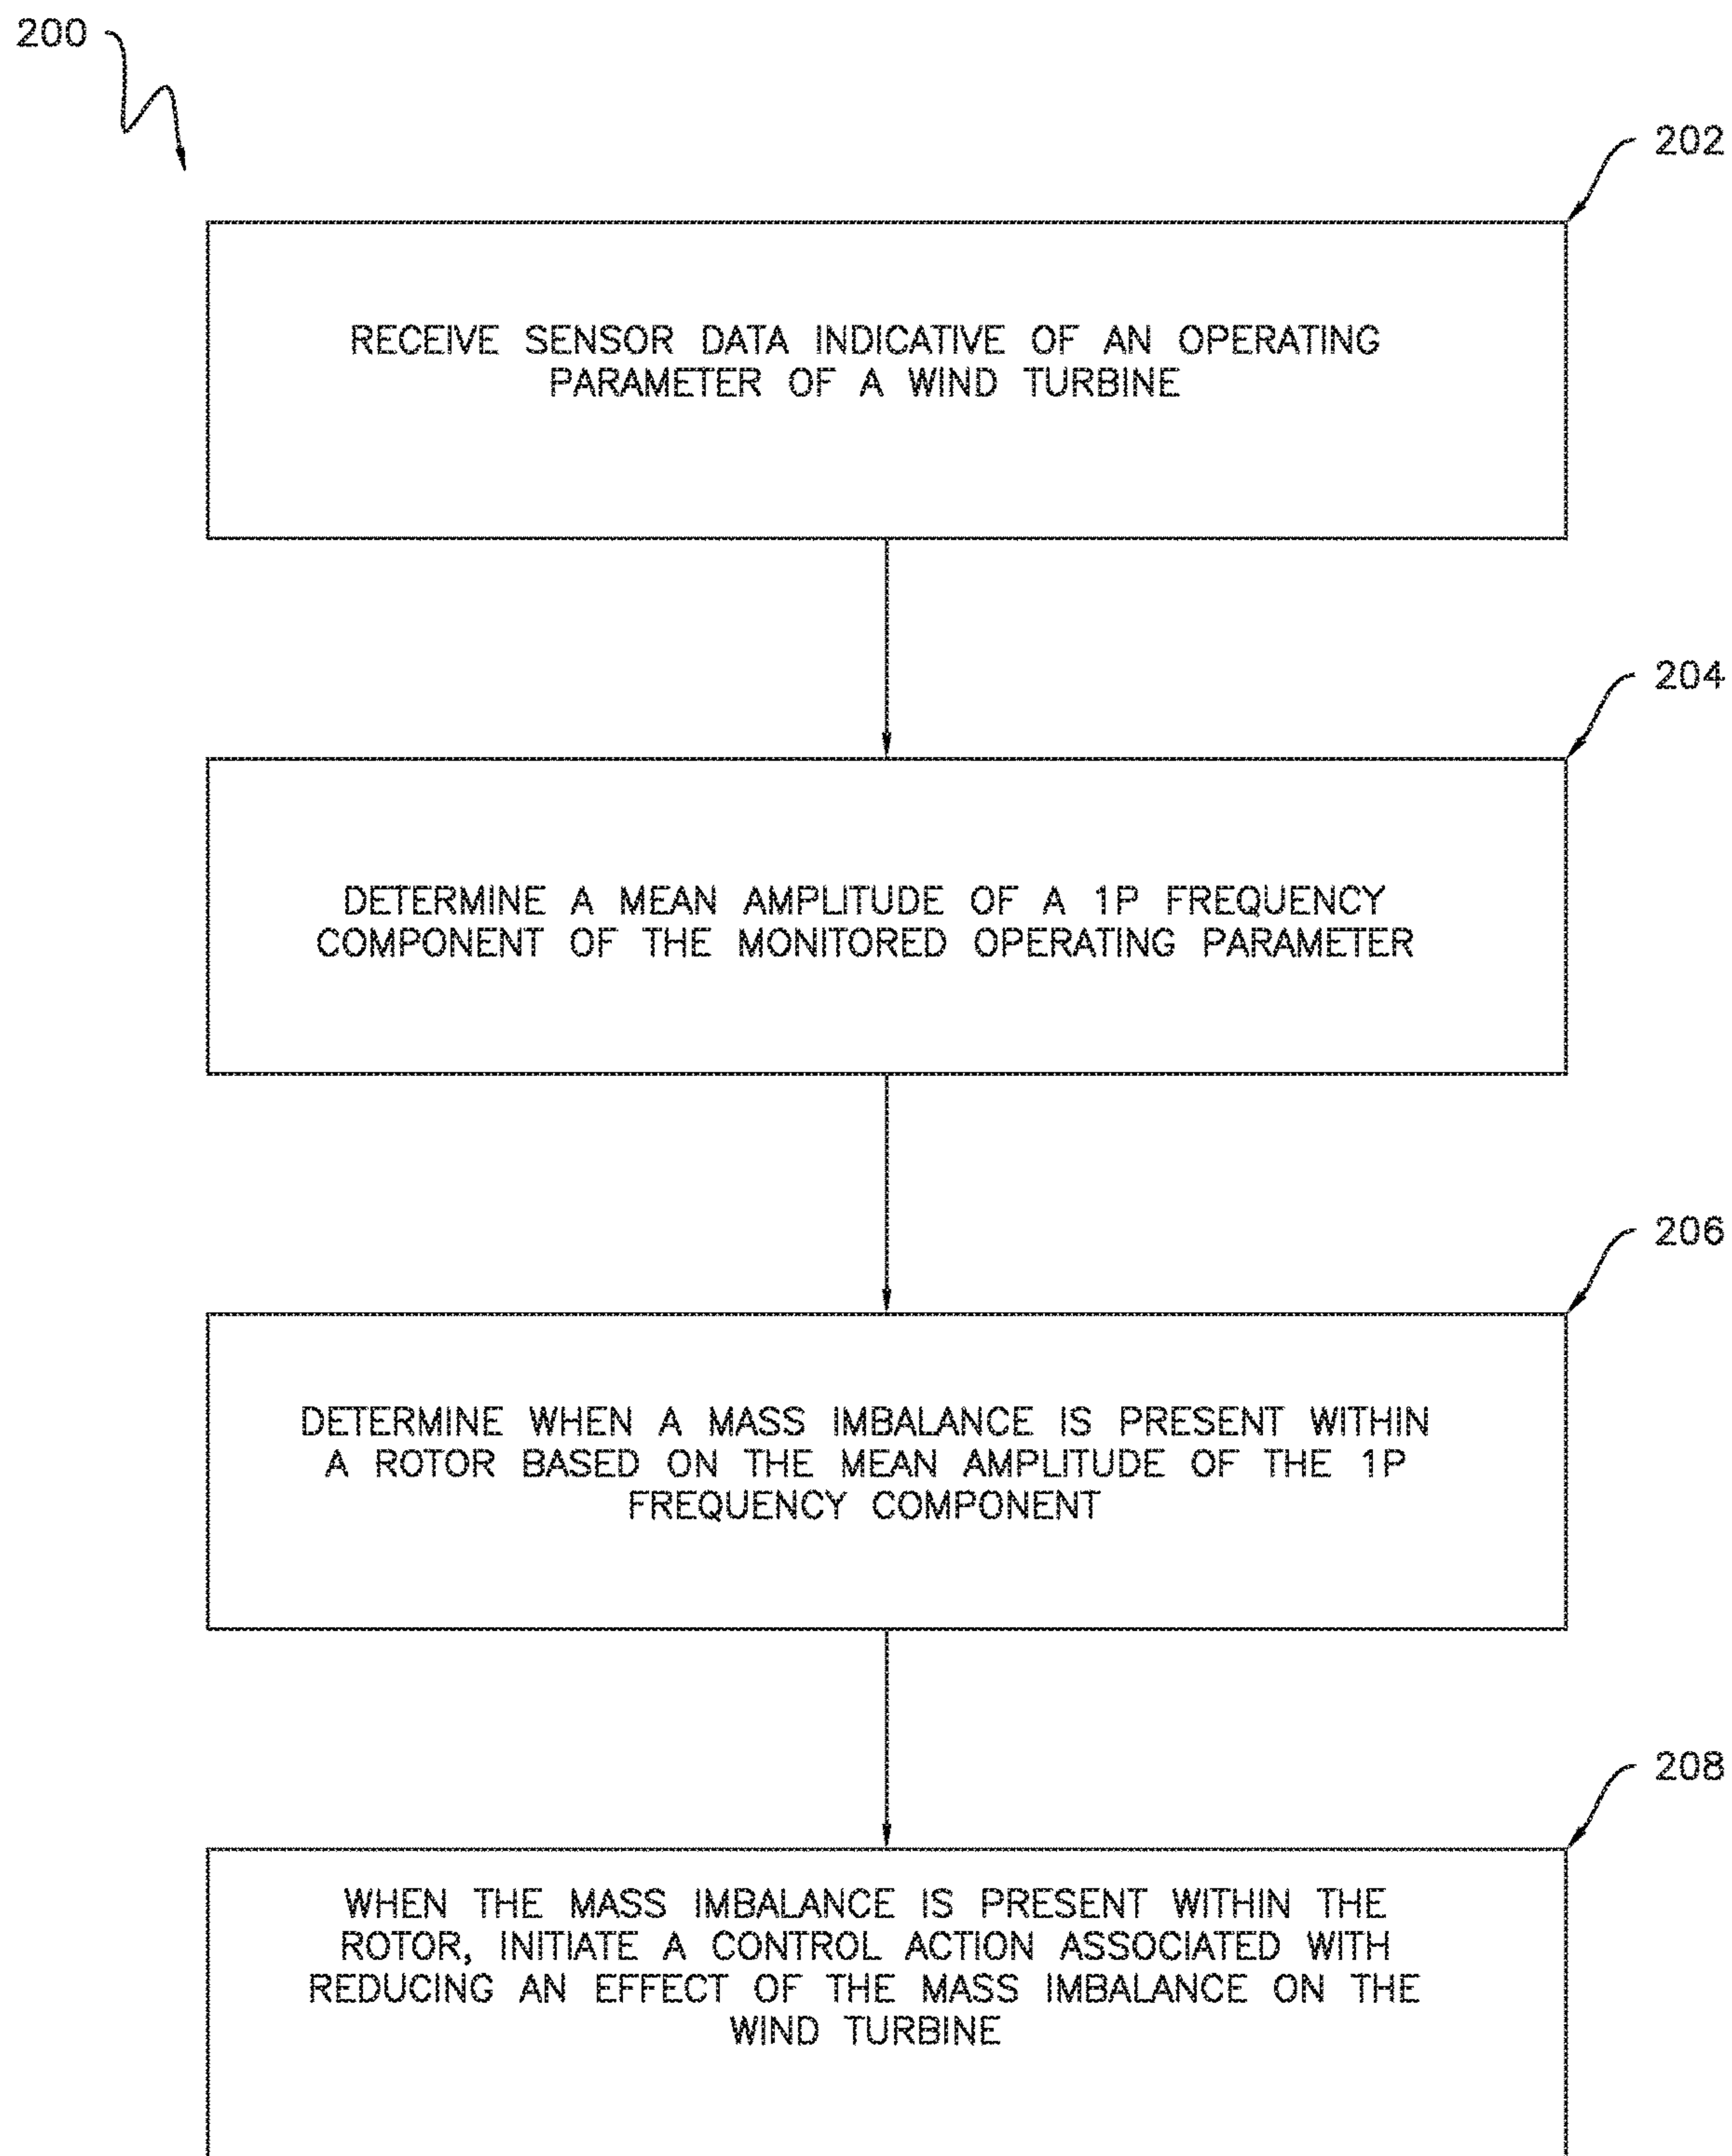 200
202
RECEIVE SENSOR DATA INDICATIVE OF AN OPERATING
PARAMETER OF A WIND TURBINE
204
DETERMINE A MEAN AMPLITUDE OF A 1P FREQUENCY
COMPONENT OF THE MONITORED OPERATING PARAMETER
206
DETERMINE WHEN A MASS IMBALANCE IS PRESENT WITHIN
A ROTOR BASED ON THE MEAN AMPLITUDE OF THE 1P
FREQUENCY COMPONENT
208
WHEN THE MASS IMBALANCE IS PRESENT WITHIN THE
ROTOR, INITIATE A CONTROL ACTION ASSOCIATED WITH
REDUCING AN EFFECT OF THE MASS IMBALANCE ON THE
WIND TURBINE